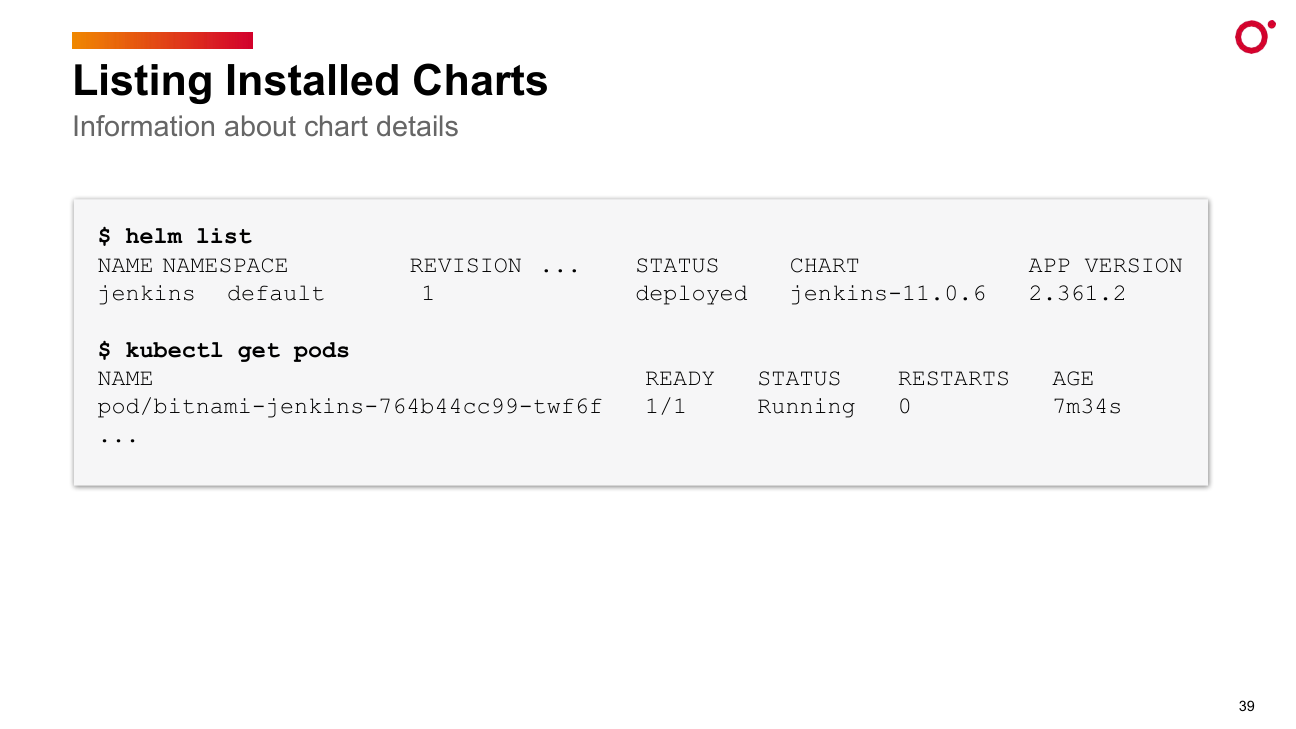 Listing Installed Charts
Information about chart details
$ helm list
NAME NAMESPACE REVISION ... STATUS CHART APP VERSION
jenkins default 1 deployed jenkins-11.0.6 2.361.2
$ kubectl get pods
NAME READY STATUS RESTARTS AGE
pod/bitnami-jenkins-764b44cc99-twf6f 1/1 Running 0 7m34s
...
39